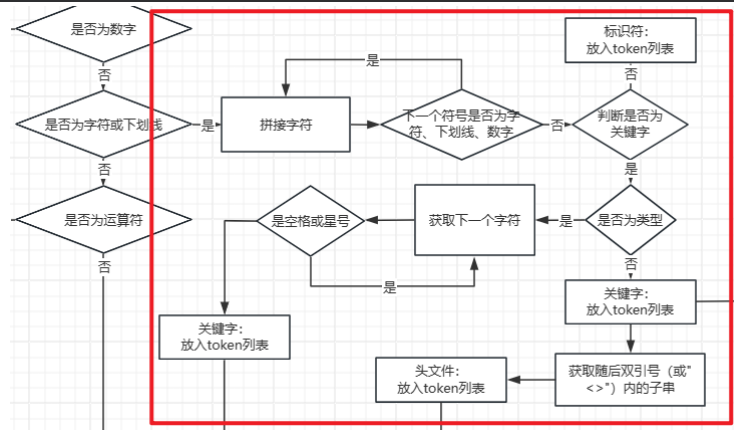 是否为数字
标识符:
放入token列表
是
否
否
是否为字符或下划线
是
拼接字符
下一个符号是否为字
符、下划线、数字
否
判断是否为
关键字
否
是
是否为运算符
是空格或星号
获取下一个字符
是
是否为类型
否
是
否
关键字:
放入token列表
关键字:
放入token列表
头文件:
放入token列表
获取随后双引号（或"
<>"）内的子串